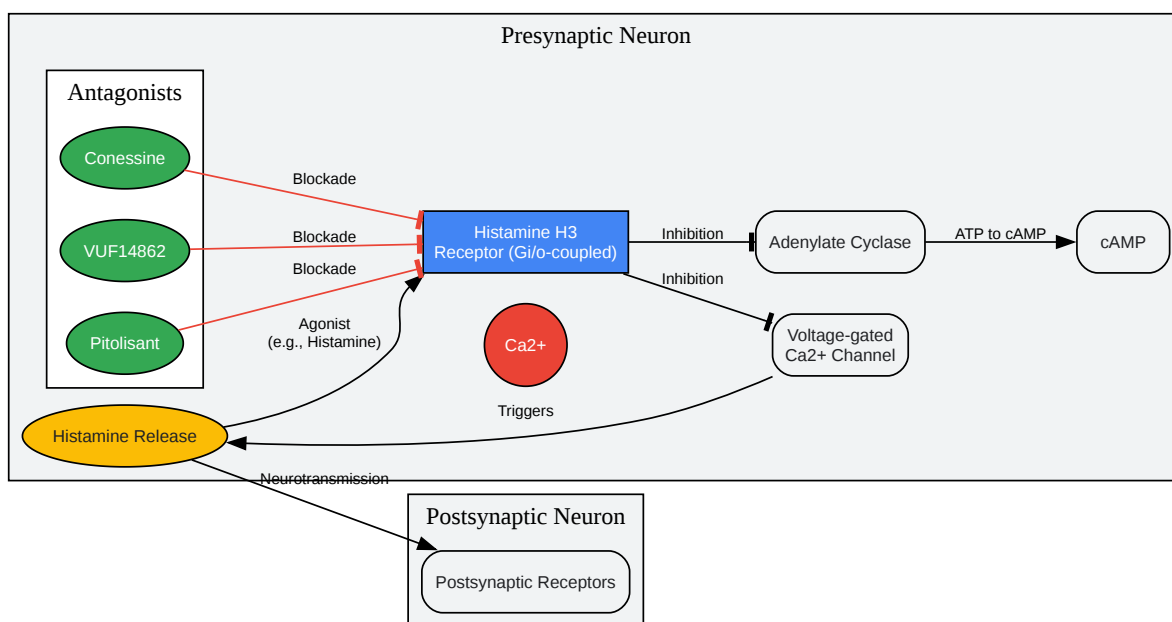 Presynaptic Neuron
Antagonists
Conessine
Blockade
VUF14862
Blockade
Blockade
Pitolisant
Histamine H3
Receptor (Gi/o-coupled)
Inhibition
Adenylate Cyclase
ATP to cAMP
cAMP
Inhibition
Voltage-gated
Ca2+ Channel
Agonist
(e.g., Histamine)
Ca2+
Triggers
Histamine Release
Neurotransmission
Postsynaptic Neuron
Postsynaptic Receptors